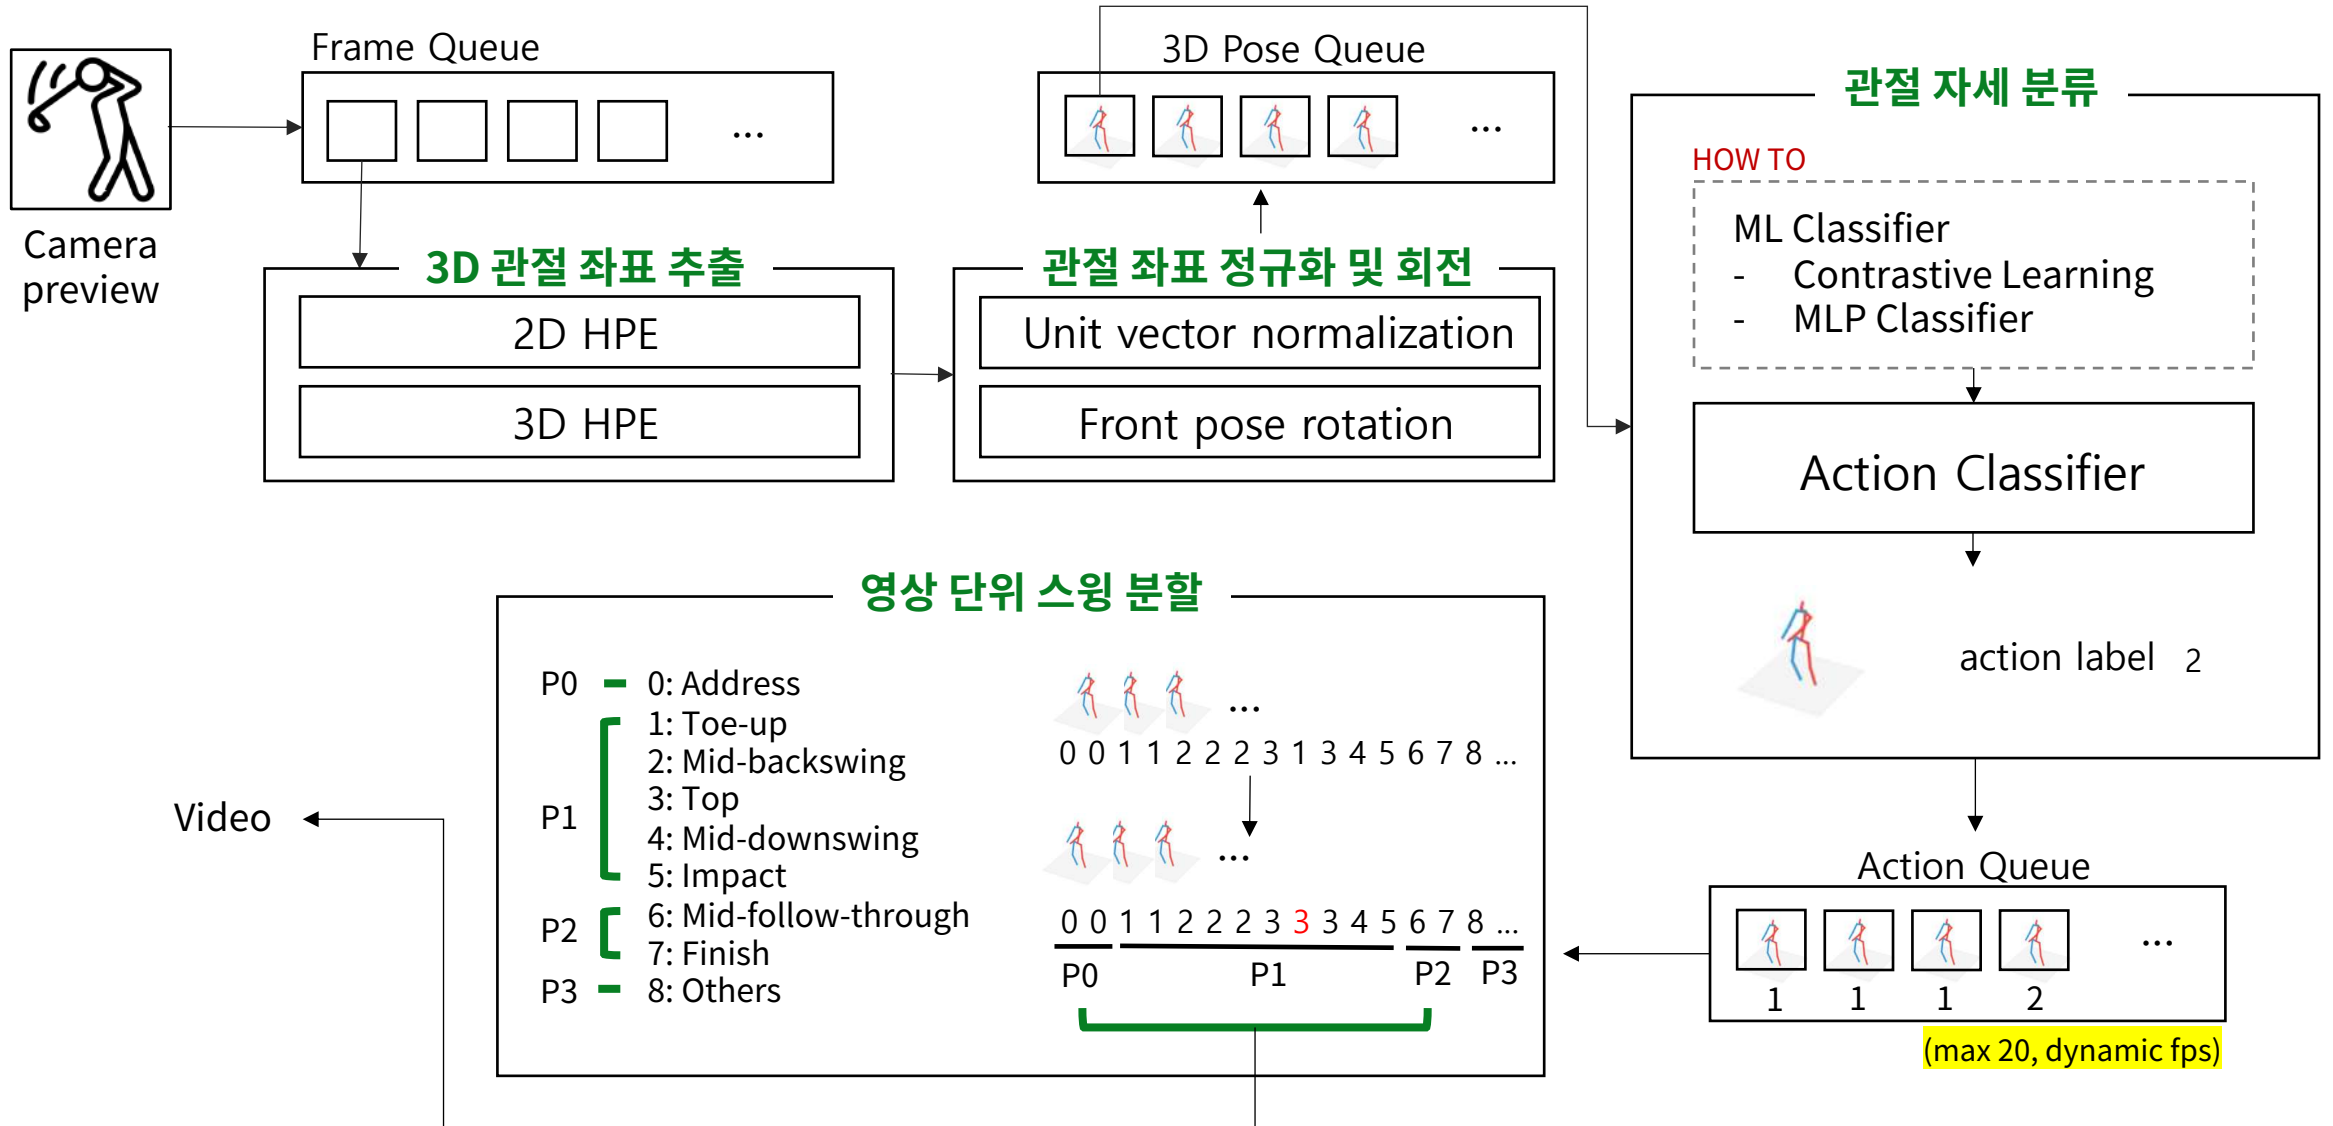 Frame Queue
...
Camera
preview
3D 관절 좌표 추출
2D HPE
3D HPE
3D Pose Queue
...
관절 좌표 정규화 및 회전
Unit vector normalization
Front pose rotation
관절 자세 분류
HOW TO
ML Classifier
- Contrastive Learning
- MLP Classifier
Action Classifier
action label 2
Action Queue
...
1 1 1 2
(max 20, dynamic fps)
영상 단위 스윙 분할
P0
0: Address
P1
1: Toe-up
2: Mid-backswing
3: Top
4: Mid-downswing
5: Impact
P2
6: Mid-follow-through
7: Finish
P3
8: Others
...
0 0 1 1 2 2 2 3 1 3 4 5 6 7 8 ...
...
0 0 1 1 2 2 2 3 3 3 4 5 6 7 8 ...
P0 P1 P2 P3
Video